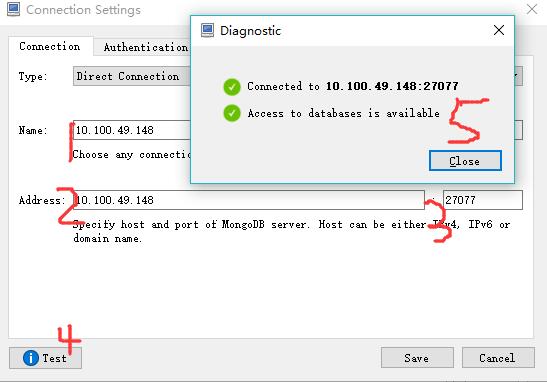 Connection Settings
Diagnostic
Connection
Authentication
Type:
Direct Connection
Connected to 10.100.49.148:27077
Access to databases is available
5
Close
Name:
10.100.49.148
1
Choose any connectio
Address:
2
10.100.49.148
3
27077
Specify host and port of MongoDB server. Host can be either IPv4, IPv6 or
domain name.
4
Test
Save
Cancel